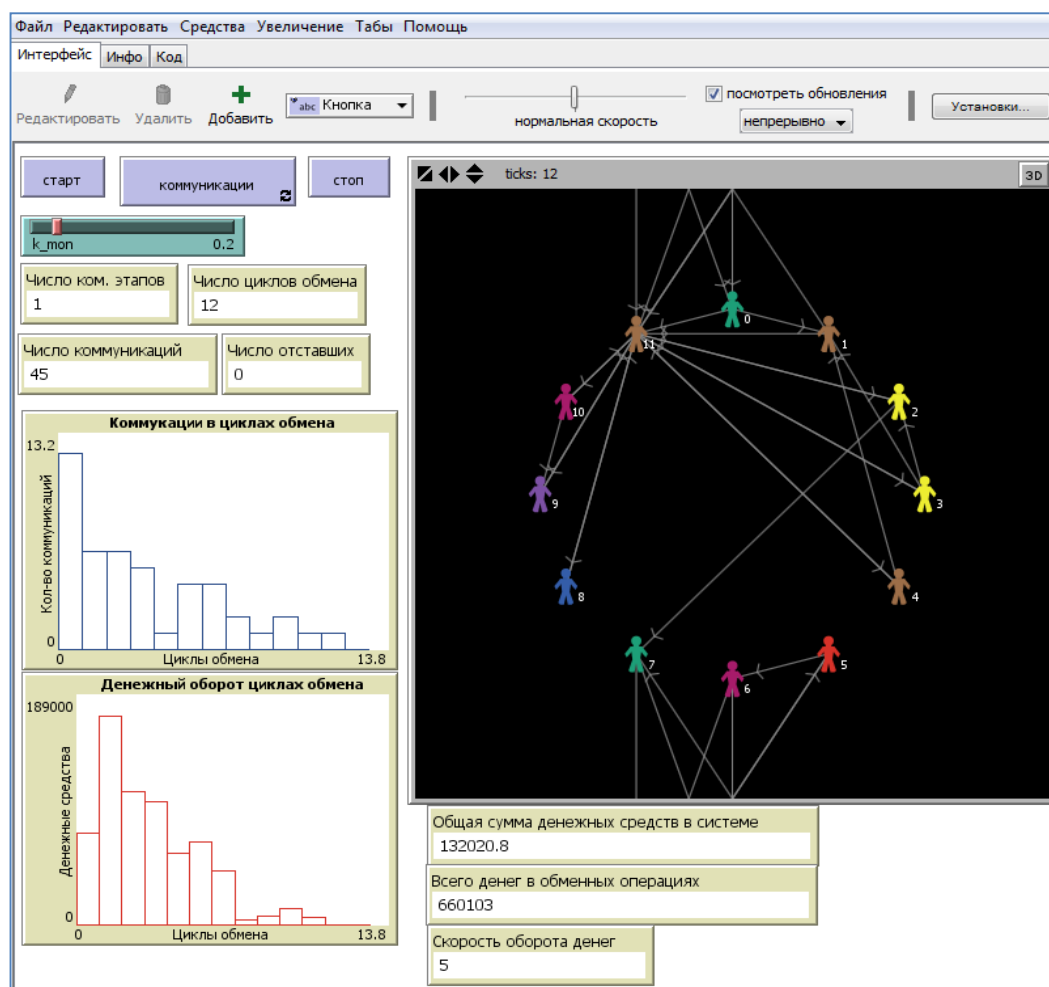 Файл Редактировать Средства Увеличение Табы Помощь
Интерфейс Инфо Код
Редактировать Удалить Добавить abc Кнопка нормальная скорость посмотреть обновления непрерывно Установки...
старт коммуникации стоп
k_mon 0.2
Число ком. этапов
1
Число циклов обмена
12
Число коммуникаций
45
Число отставших
0
Коммукации в циклах обмена
13.2
Кол-во коммуникаций
0
0 Циклы обмена 13.8
Денежный оборот циклах обмена
189000
Денежные средства
0
0 Циклы обмена 13.8
ticks: 12 3D
0
11 1
10 2
9 3
8 4
7 5
6
Общая сумма денежных средств в системе
132020.8
Всего денег в обменных операциях
660103
Скорость оборота денег
5